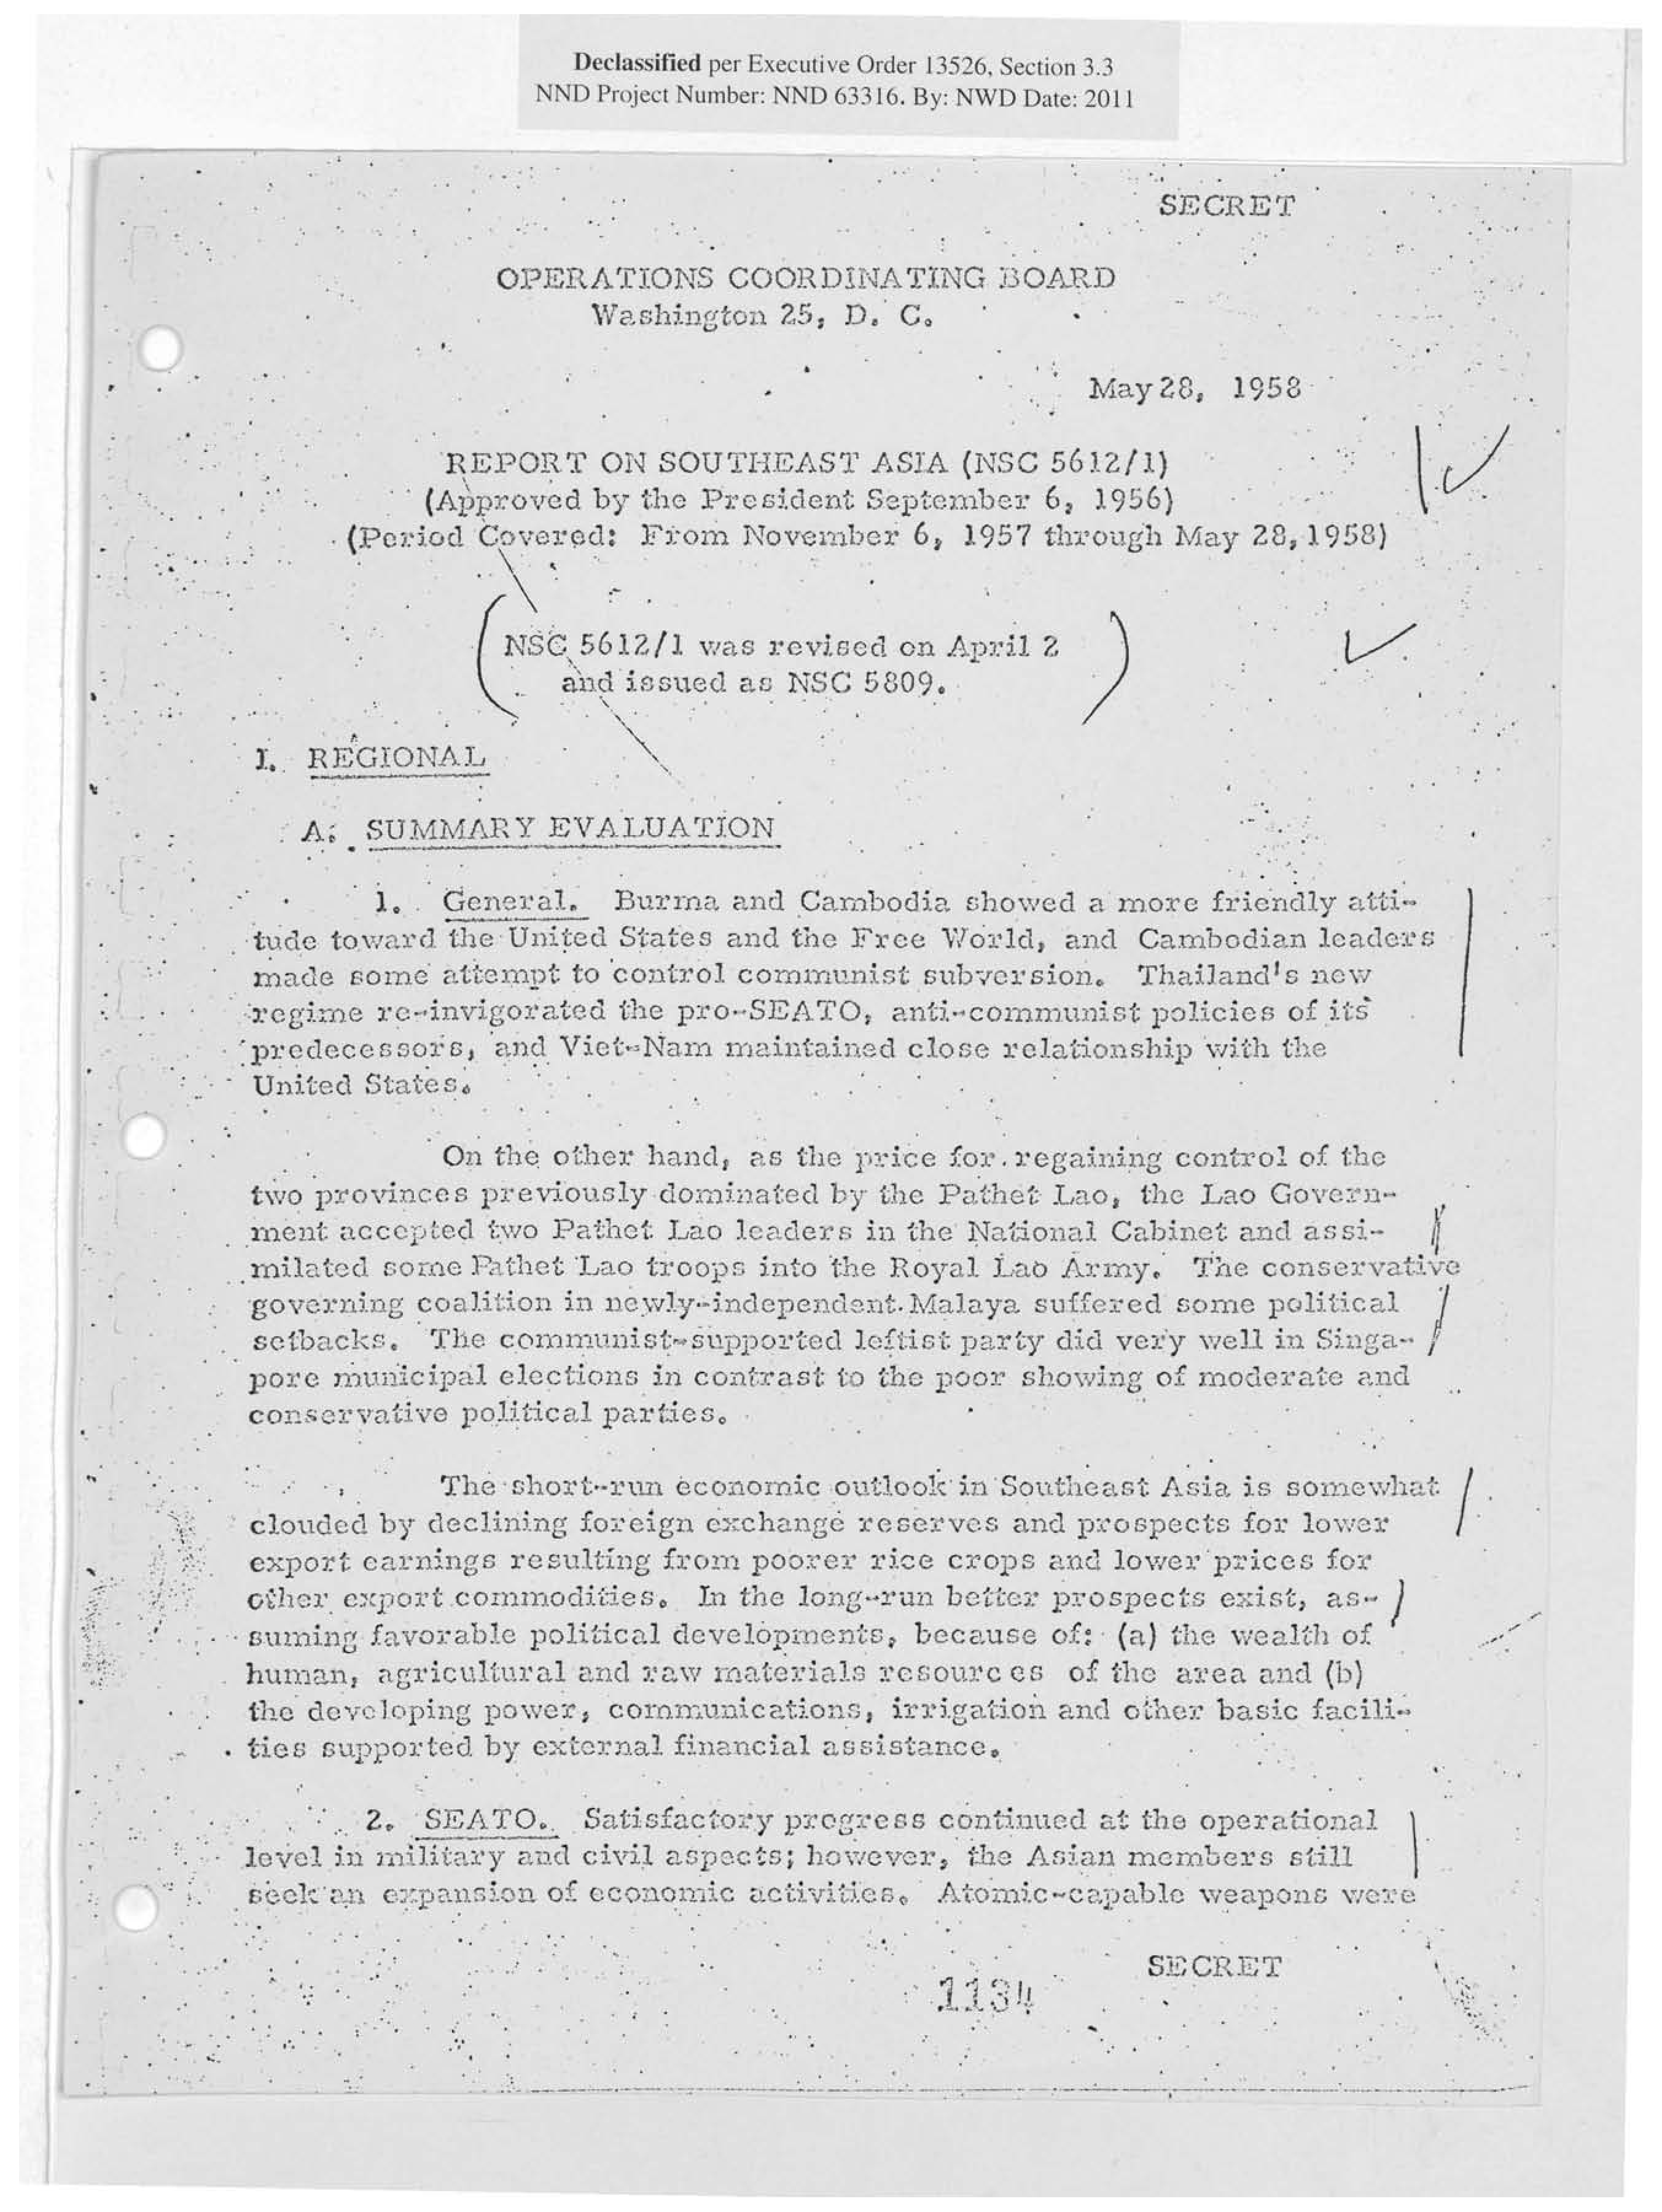 Declassified per Executive Order 13526, Section 3.3
NND Project Number: NND 63316. By: NWD Date: 2011
SECRET
OPERATIONS COORDINATING BOARD
Washington 25, D. C.
May 28, 1958
REPORT ON SOUTHEAST ASIA (NSC 5612/1)
(Approved by the President September 6, 1956)
(Period Covered: From November 6, 1957 through May 28, 1958)
(NSC 5612/1 was revised on April 2
and issued as NSC 5809.)
I. REGIONAL
A. SUMMARY EVALUATION
1. General. Burma and Cambodia showed a more friendly atti-
tude toward the United States and the Free World, and Cambodian leaders
made some attempt to control communist subversion. Thailand's new
regime re-invigorated the pro-SEATO, anti-communist policies of its
predecessors, and Viet-Nam maintained close relationship with the
United States.
On the other hand, as the price for regaining control of the
two provinces previously dominated by the Pathet Lao, the Lao Govern-
ment accepted two Pathet Lao leaders in the National Cabinet and assi-
milated some Pathet Lao troops into the Royal Lao Army. The conservative
governing coalition in newly-independent Malaya suffered some political
setbacks. The communist-supported leftist party did very well in Singa-
pore municipal elections in contrast to the poor showing of moderate and
conservative political parties.
The short-run economic outlook in Southeast Asia is somewhat
clouded by declining foreign exchange reserves and prospects for lower
export earnings resulting from poorer rice crops and lower prices for
other export commodities. In the long-run better prospects exist, as-
suming favorable political developments, because of: (a) the wealth of
human, agricultural and raw materials resources of the area and (b)
the developing power, communications, irrigation and other basic facili-
ties supported by external financial assistance.
2. SEATO. Satisfactory progress continued at the operational
level in military and civil aspects; however, the Asian members still
seek an expansion of economic activities. Atomic-capable weapons were
SECRET
1134